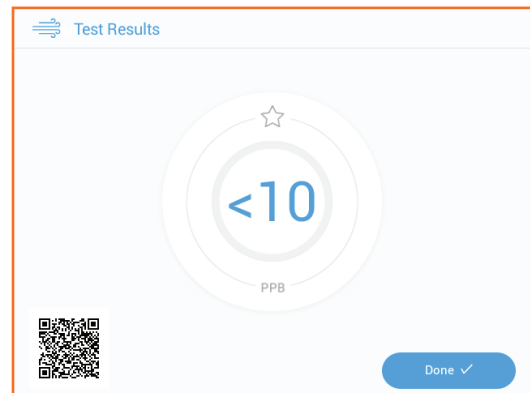 Test Results
<10
PPB
Done ✓